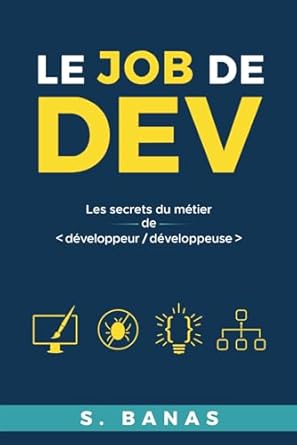 LE JOB DE
DEV
Les secrets du métier
de
<développeur / développeuse>
S. BANAS